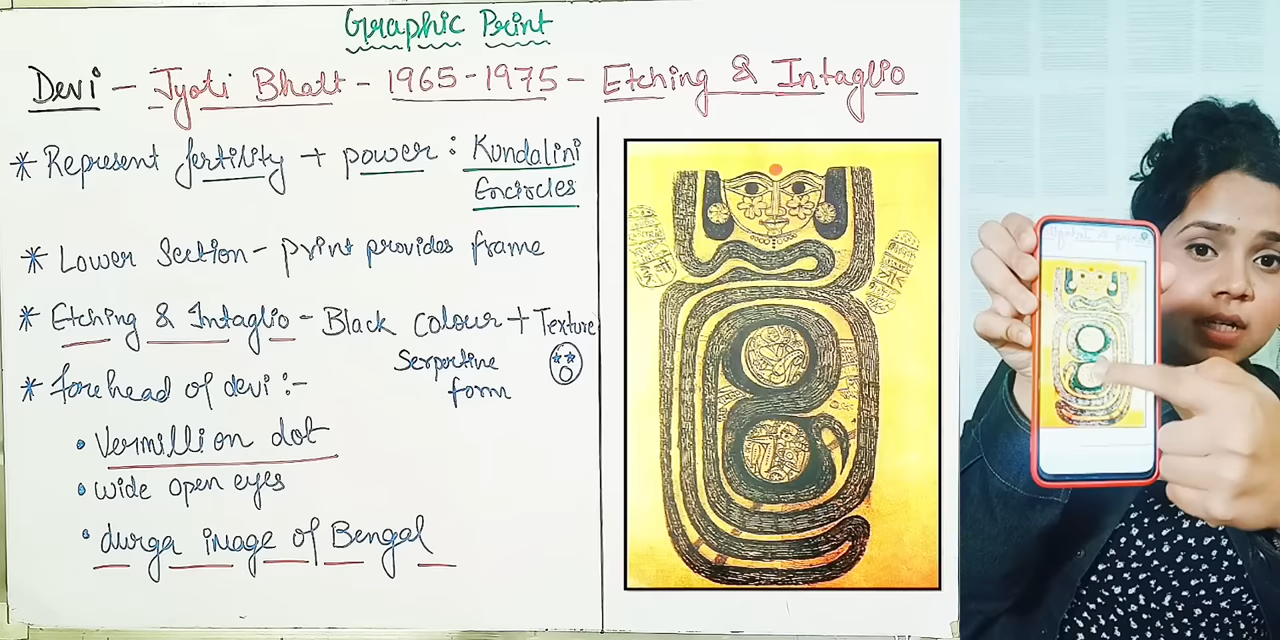 Graphic Print
Devi - Jyoti Bhatt - 1965-1975 - Etching & Intaglio
* Represent fertility + power : Kundalini
Encircles
* Lower Section - print provides frame
* Etching & Intaglio - Black colour + Texture
Serpentine
form
* forehead of devi :-
• Vermillion dot
• wide open eyes
• durga image of Bengal